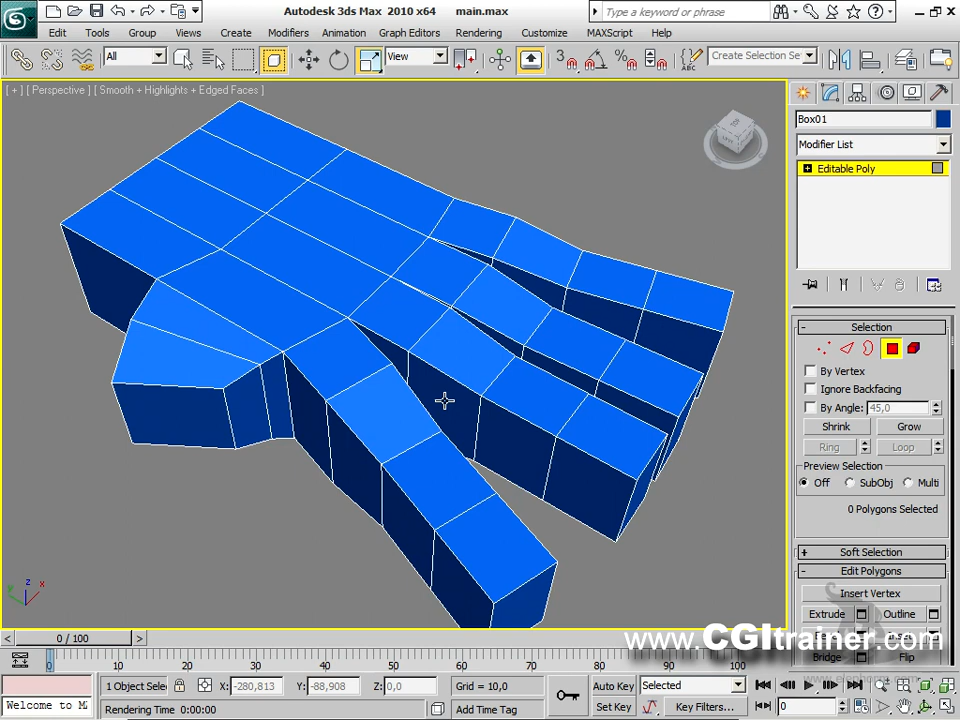 Autodesk 3ds Max 2010 x64 main.max
Type a keyword or phrase
Edit Tools Group Views Create Modifiers Animation Graph Editors Rendering Customize MAXScript Help
All View 3 Create Selection Se
[ + ] [ Perspective ] [ Smooth + Highlights + Edged Faces ]
Box01
Modifier List
Editable Poly
- Selection
By Vertex
Ignore Backfacing
By Angle: 45,0
Shrink Grow
Ring Loop
Preview Selection
Off SubObj Multi
0 Polygons Selected
+ Soft Selection
- Edit Polygons
Insert Vertex
Extrude Outline
Bridge Flip
z x y
www.CGItrainer.com
< 0 / 100 >
0 10 20 30 40 50 60 70 80 90 100
1 Object Selec X: -280,813 Y: -88,908 Z: 0,0 Grid = 10,0 Auto Key Selected
Welcome to M Rendering Time 0:00:00 Add Time Tag Set Key Key Filters... 0